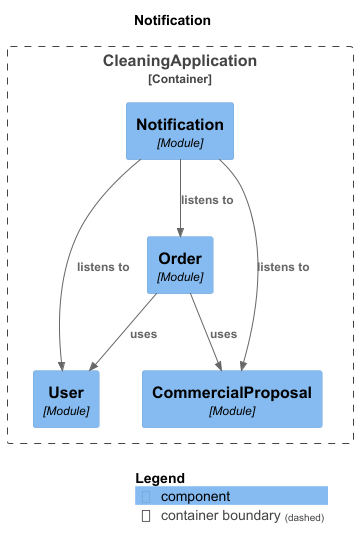 Notification
CleaningApplication
[Container]
Notification
[Module]
listens to
Order
[Module]
listens to
listens to
uses
uses
User
[Module]
CommercialProposal
[Module]
Legend
component
container boundary (dashed)